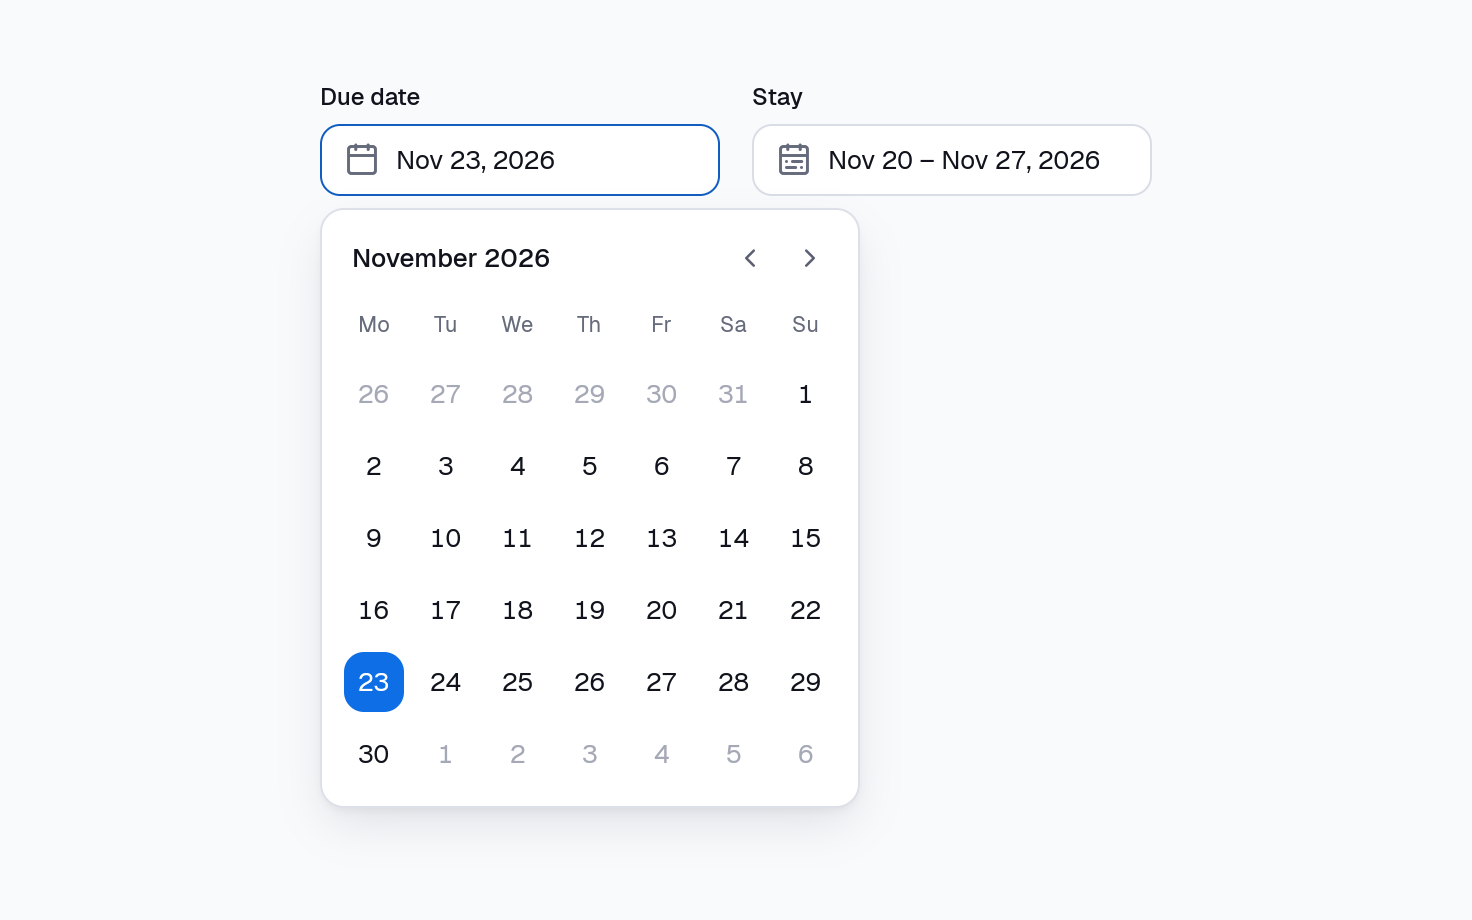 Due date
Nov 23, 2026
Stay
Nov 20 – Nov 27, 2026
November 2026
Mo Tu We Th Fr Sa Su
26 27 28 29 30 31 1
2 3 4 5 6 7 8
9 10 11 12 13 14 15
16 17 18 19 20 21 22
23 24 25 26 27 28 29
30 1 2 3 4 5 6